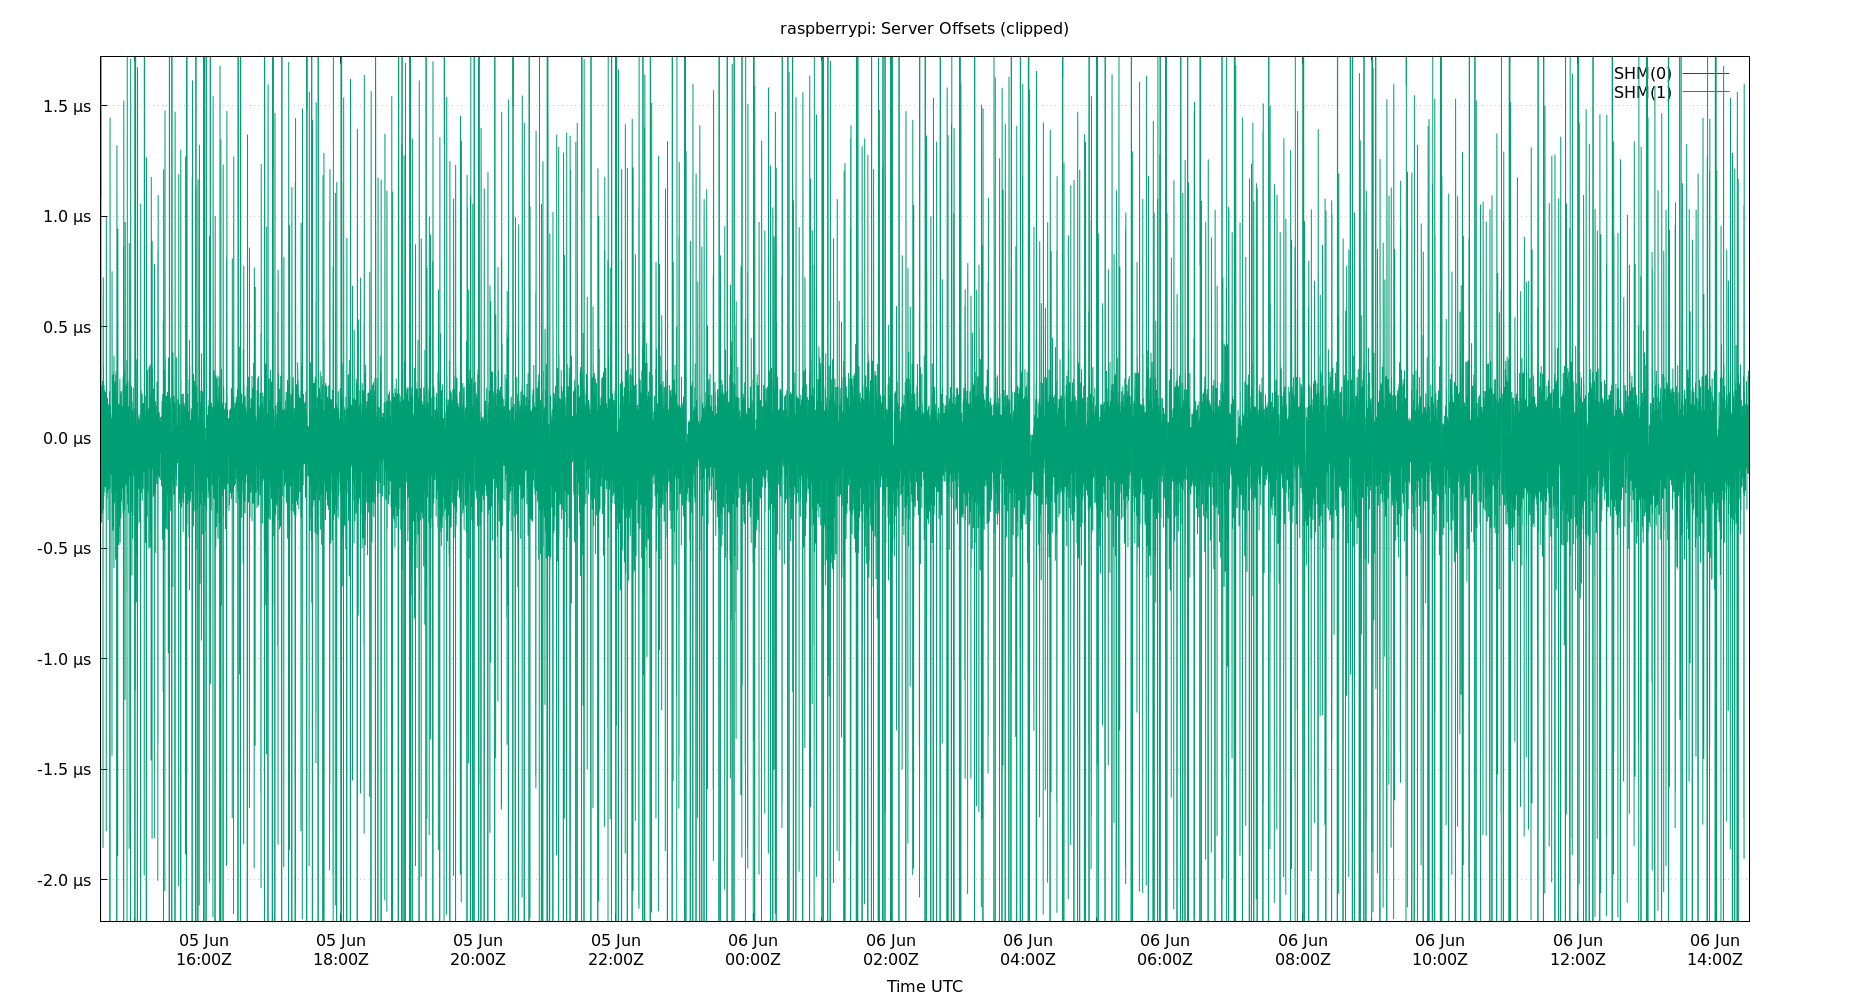 raspberrypi: Server Offsets (clipped)
SHM(0)
SHM(1)
1.5 µs
1.0 µs
0.5 µs
0.0 µs
-0.5 µs
-1.0 µs
-1.5 µs
-2.0 µs
05 Jun 05 Jun 05 Jun 05 Jun 06 Jun 06 Jun 06 Jun 06 Jun 06 Jun 06 Jun 06 Jun 06 Jun
16:00Z 18:00Z 20:00Z 22:00Z 00:00Z 02:00Z 04:00Z 06:00Z 08:00Z 10:00Z 12:00Z 14:00Z
Time UTC